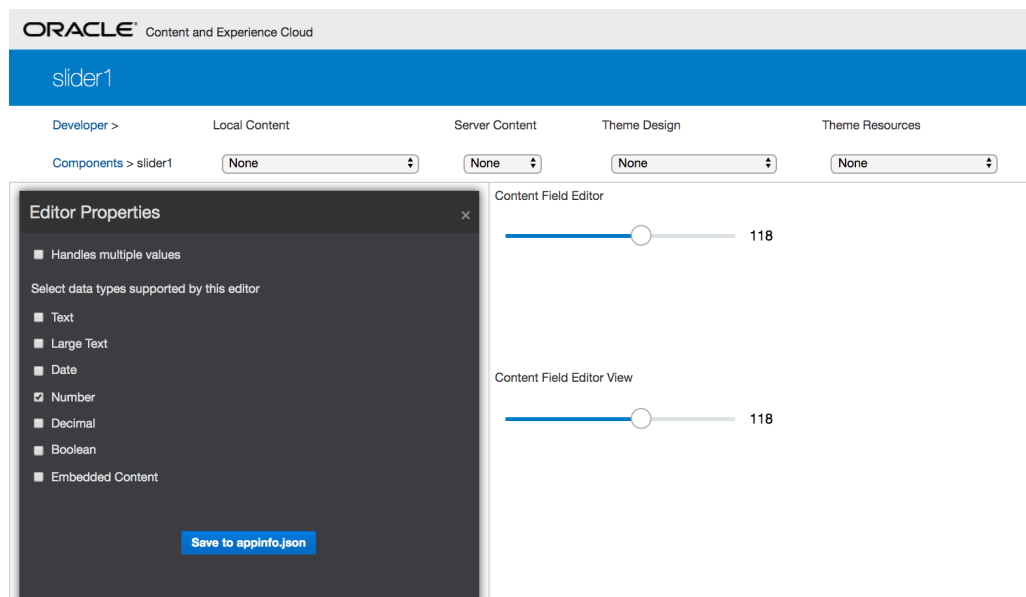 ORACLE® Content and Experience Cloud
slider1
Developer > Local Content Server Content Theme Design Theme Resources
Components > slider1 None None None None
Editor Properties ×
Handles multiple values
Select data types supported by this editor
Text
Large Text
Date
Number
Decimal
Boolean
Embedded Content
Save to appinfo.json
Content Field Editor
118
Content Field Editor View
118